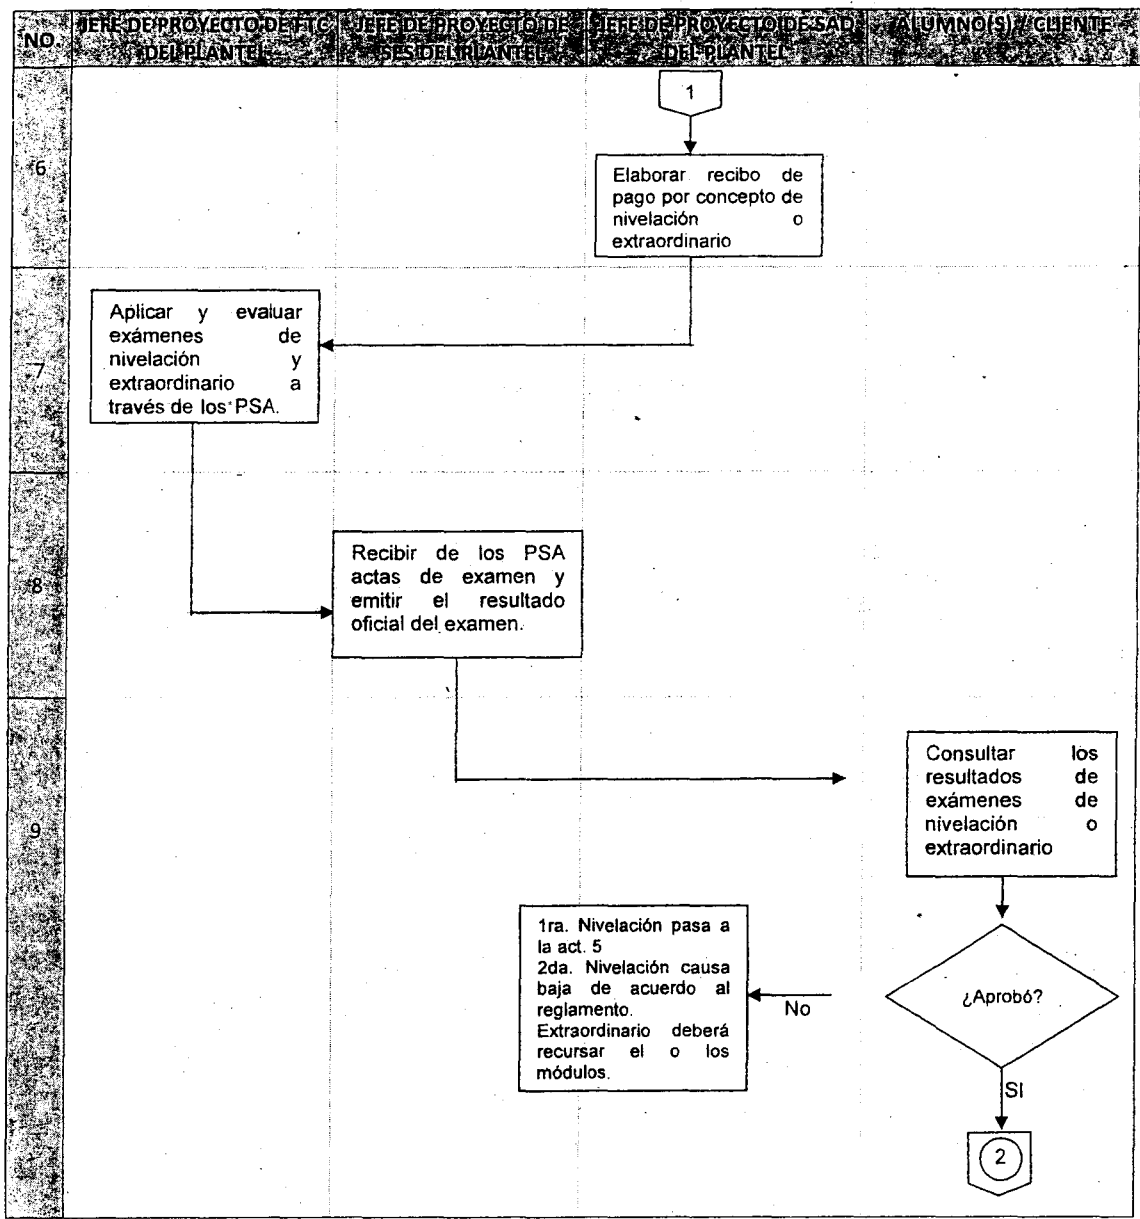 NO.
JEFE DE PROYECTO DE FTC
DEL PLANTEL
JEFE DE PROYECTO DE
SES DEL PLANTEL
JEFE DE PROYECTO DE SAD
DEL PLANTEL
ALUMNO(S) / CLIENTE
1
6
Elaborar recibo de
pago por concepto de
nivelación o
extraordinario
7
Aplicar y evaluar
exámenes de
nivelación y
extraordinario a
través de los PSA.
8
Recibir de los PSA
actas de examen y
emitir el resultado
oficial del examen.
9
Consultar los
resultados de
exámenes de
nivelación o
extraordinario
1ra. Nivelación pasa a
la act. 5
2da. Nivelación causa
baja de acuerdo al
reglamento.
Extraordinario deberá
recursar el o los
módulos.
No
¿Aprobó?
SI
2